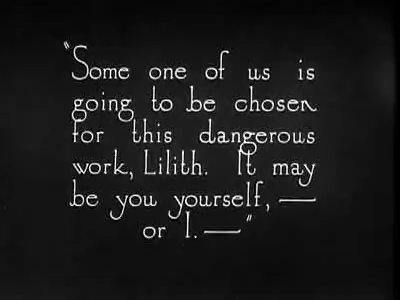 "Some one of us is
going to be chosen
for this dangerous
work, Lilith. It may
be you yourself, —
or I. —"